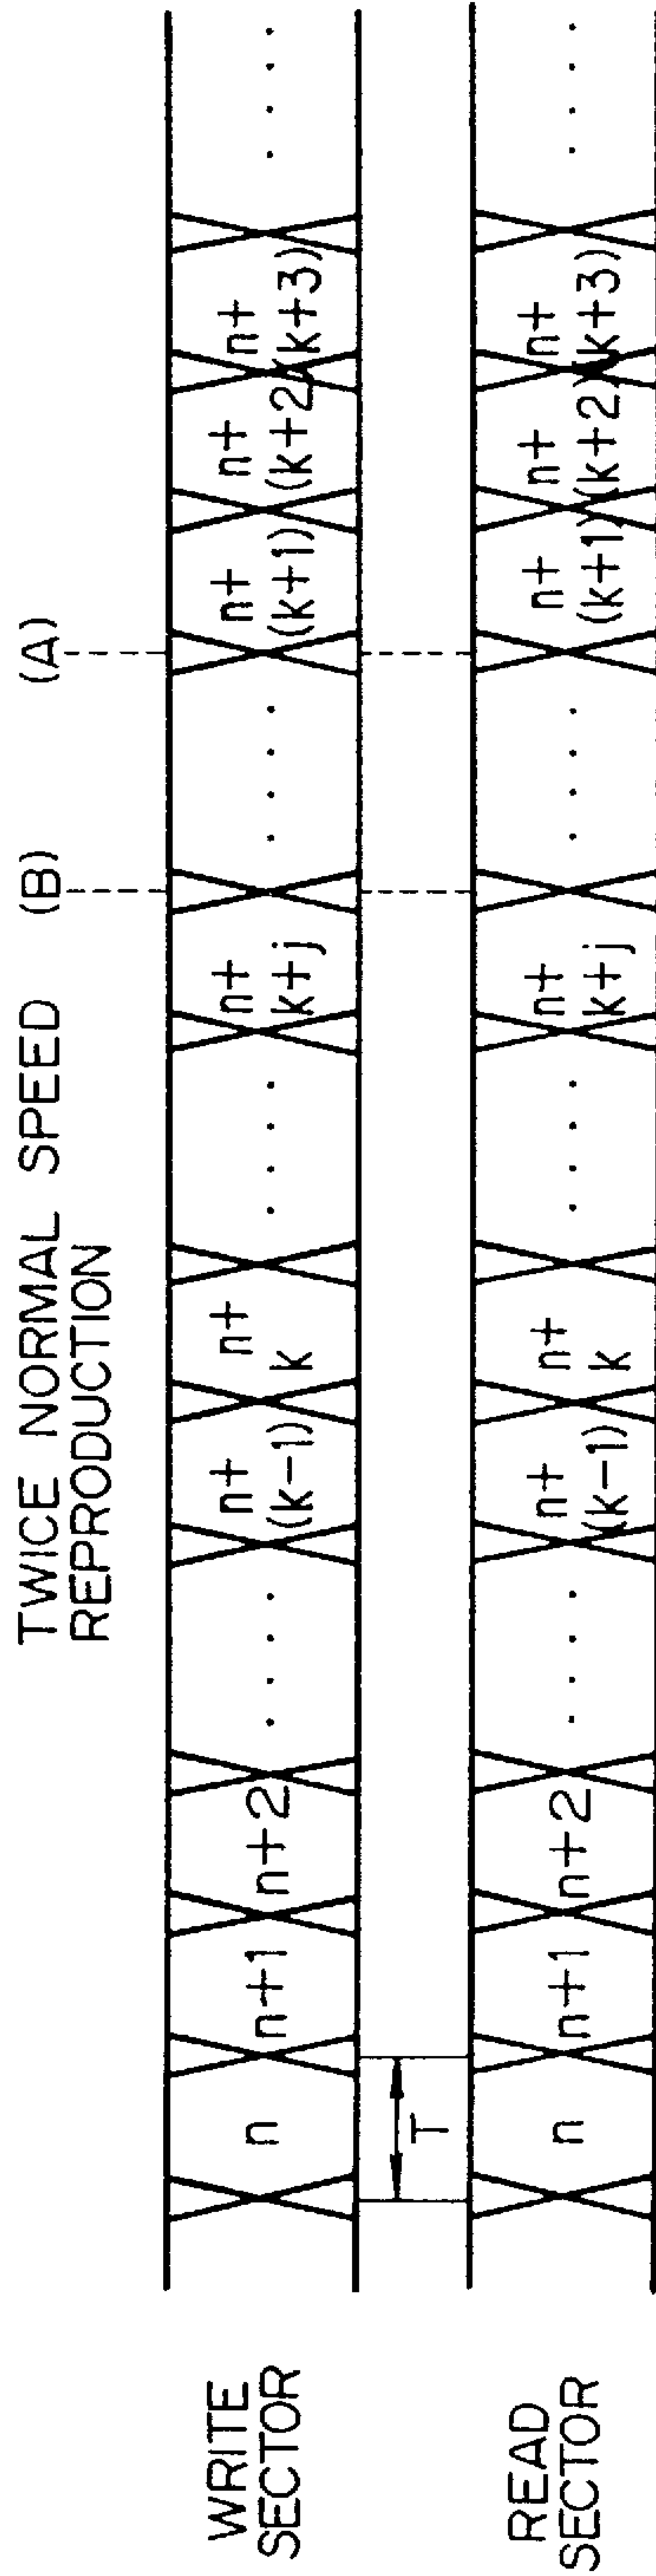 TWICE NORMAL SPEED
REPRODUCTION
(B)
(A)
WRITE
SECTOR
n
n+1
n+2
. . . .
n+
(k-1)
n+
k
. . . .
n+
k+j
. . . .
n+
(k+1)
n+
(k+2)
n+
(k+3)
. . . .
T
READ
SECTOR
n
n+1
n+2
. . . .
n+
(k-1)
n+
k
. . . .
n+
k+j
. . . .
n+
(k+1)
n+
(k+2)
n+
(k+3)
. . . .